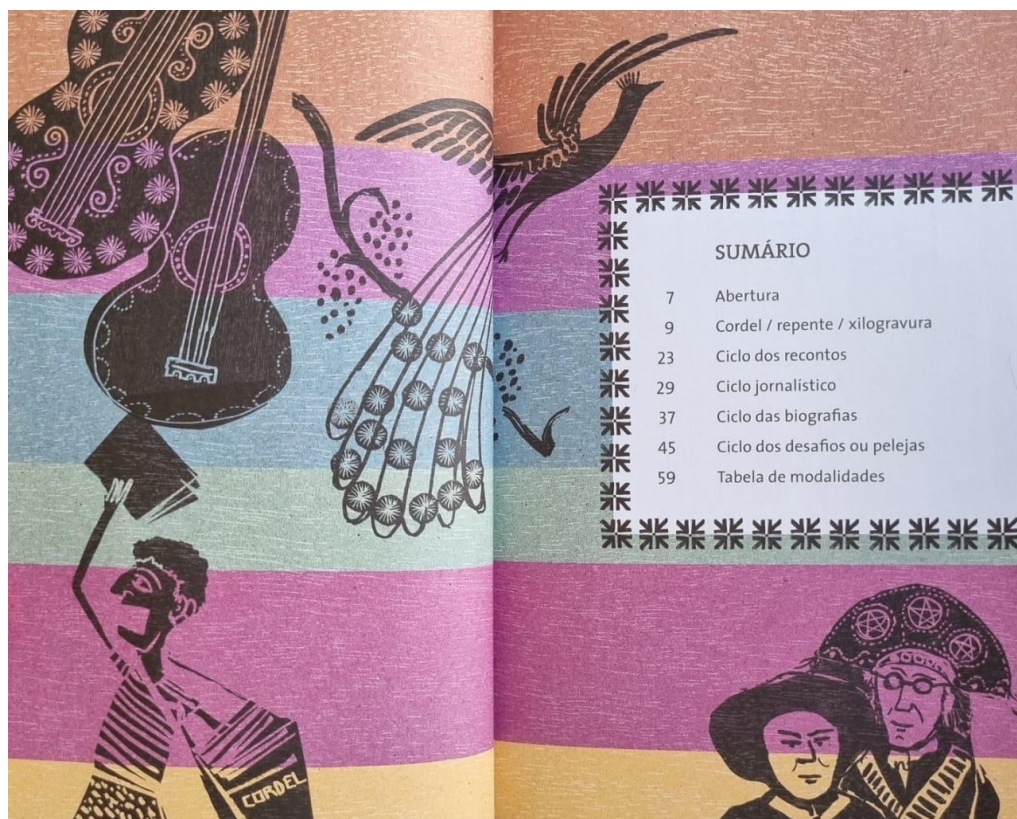 SUMÁRIO
7 Abertura
9 Cordel / repente / xilogravura
23 Ciclo dos recontos
29 Ciclo jornalístico
37 Ciclo das biografias
45 Ciclo dos desafios ou pelejas
59 Tabela de modalidades
CORDEL